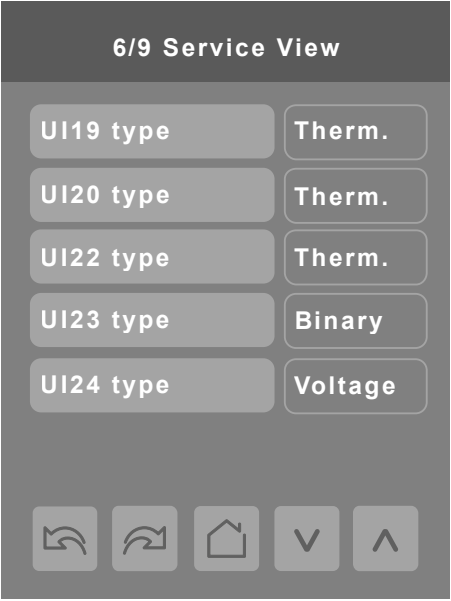 6/9 Service View
UI19 type Therm.
UI20 type Therm.
UI22 type Therm.
UI23 type Binary
UI24 type Voltage